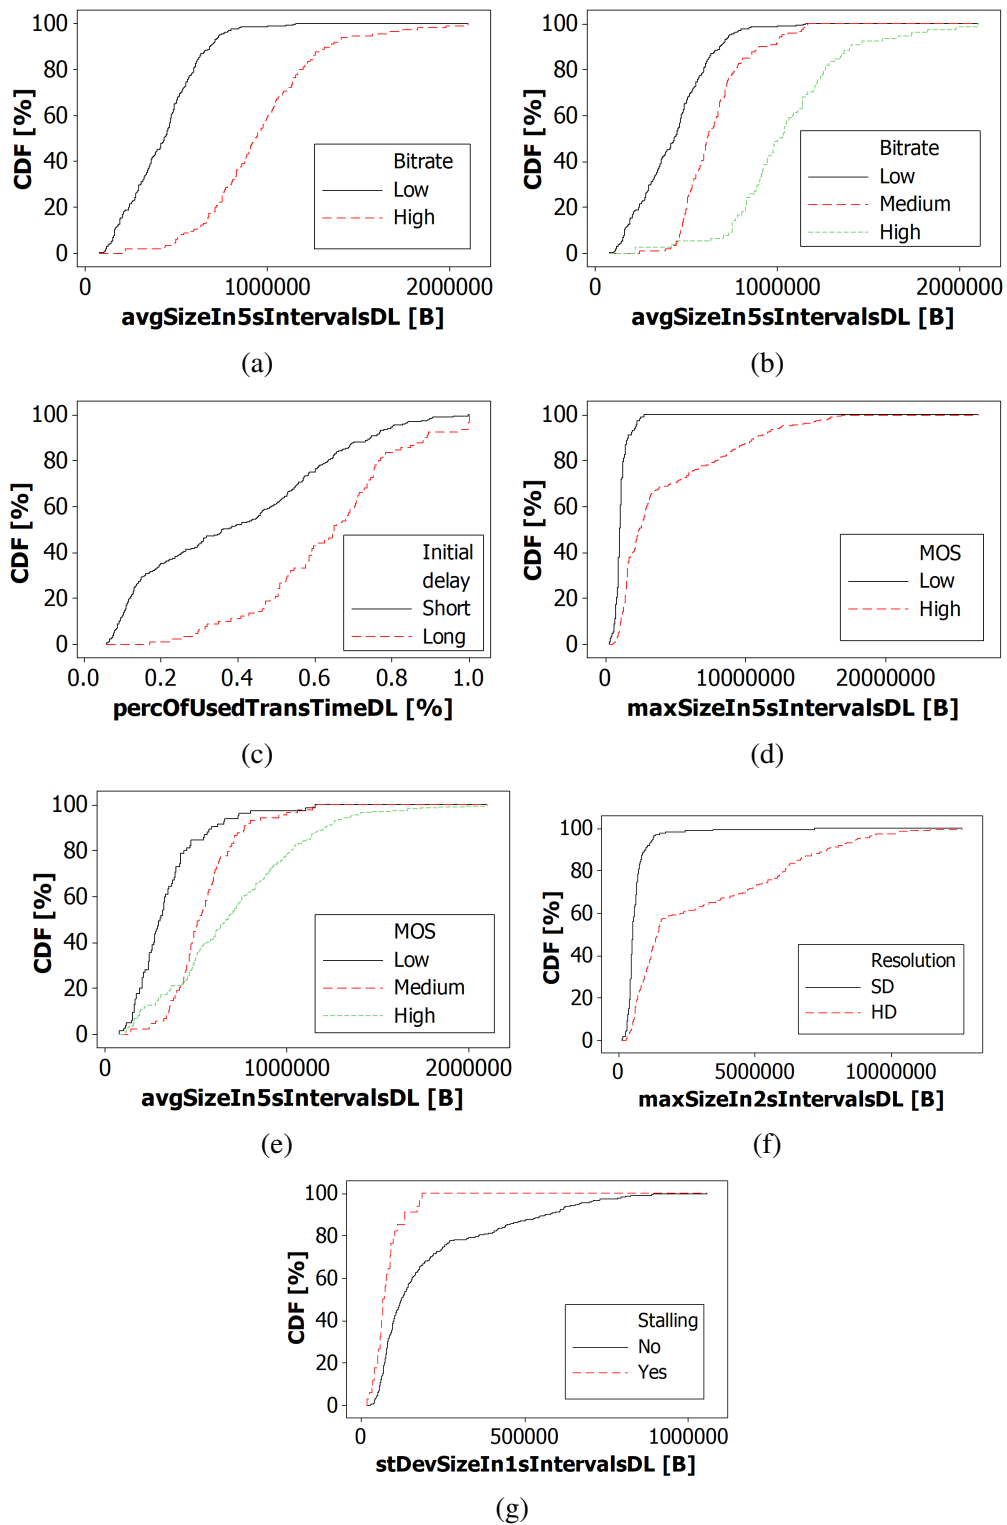 100
80
60
40
20
0
CDF [%]
Bitrate
Low
High
0 1000000 2000000
avgSizeIn5sIntervalsDL [B]
(a)
100
80
60
40
20
0
CDF [%]
Bitrate
Low
Medium
High
0 1000000 2000000
avgSizeIn5sIntervalsDL [B]
(b)
100
80
60
40
20
0
CDF [%]
Initial
delay
Short
Long
0.0 0.2 0.4 0.6 0.8 1.0
percOfUsedTransTimeDL [%]
(c)
100
80
60
40
20
0
CDF [%]
MOS
Low
High
0 10000000 20000000
maxSizeIn5sIntervalsDL [B]
(d)
100
80
60
40
20
0
CDF [%]
MOS
Low
Medium
High
0 1000000 2000000
avgSizeIn5sIntervalsDL [B]
(e)
100
80
60
40
20
0
CDF [%]
Resolution
SD
HD
0 5000000 10000000
maxSizeIn2sIntervalsDL [B]
(f)
100
80
60
40
20
0
CDF [%]
Stalling
No
Yes
0 500000 1000000
stDevSizeIn1sIntervalsDL [B]
(g)